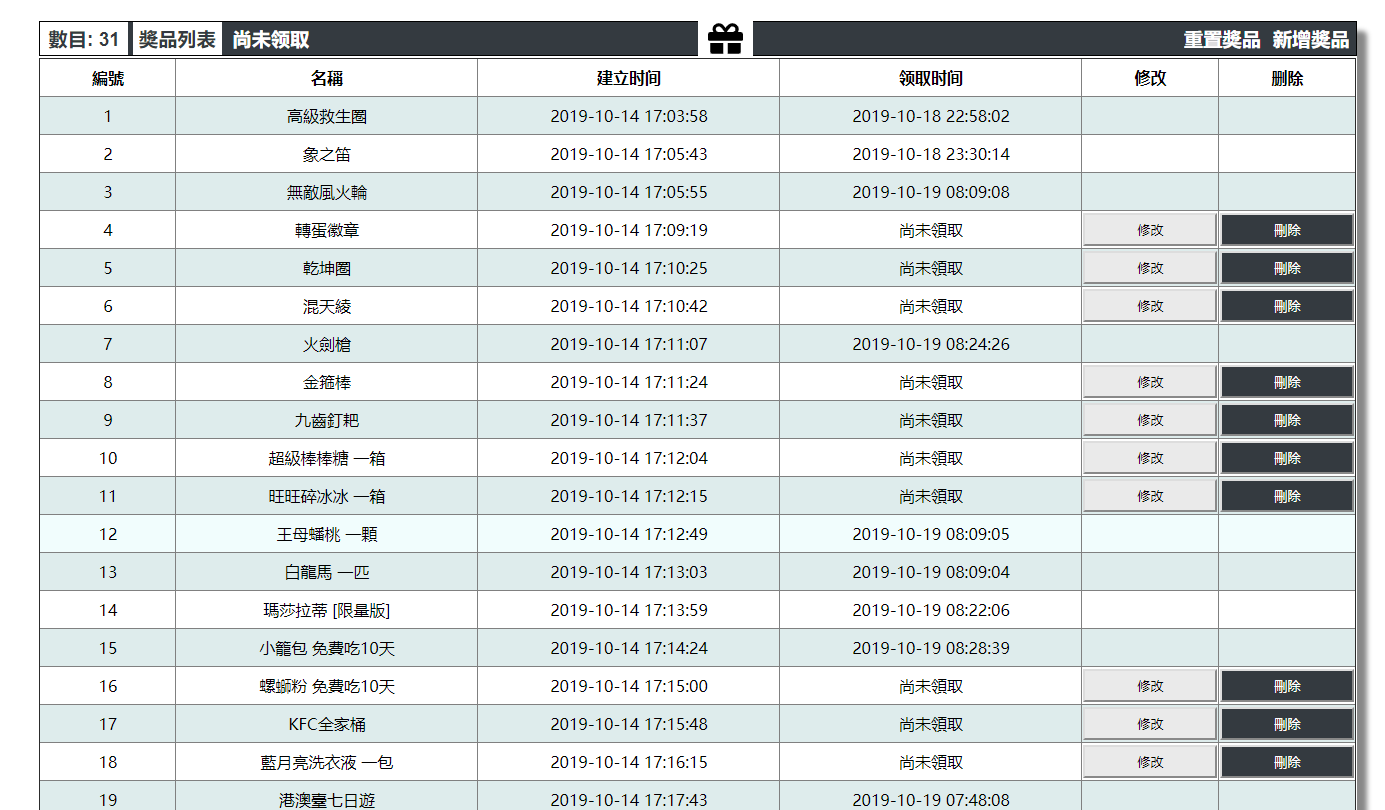 數目: 31 獎品列表 尚未领取 重置獎品 新增獎品
編號 名稱 建立时间 领取时间 修改 删除
1 高級救生圈 2019-10-14 17:03:58 2019-10-18 22:58:02
2 象之笛 2019-10-14 17:05:43 2019-10-18 23:30:14
3 無敵風火輪 2019-10-14 17:05:55 2019-10-19 08:09:08
4 轉蛋徽章 2019-10-14 17:09:19 尚未領取 修改 刪除
5 乾坤圈 2019-10-14 17:10:25 尚未領取 修改 刪除
6 混天綾 2019-10-14 17:10:42 尚未領取 修改 刪除
7 火劍槍 2019-10-14 17:11:07 2019-10-19 08:24:26
8 金箍棒 2019-10-14 17:11:24 尚未領取 修改 刪除
9 九齒釘耙 2019-10-14 17:11:37 尚未領取 修改 刪除
10 超級棒棒糖 一箱 2019-10-14 17:12:04 尚未領取 修改 刪除
11 旺旺碎冰冰 一箱 2019-10-14 17:12:15 尚未領取 修改 刪除
12 王母蟠桃 一顆 2019-10-14 17:12:49 2019-10-19 08:09:05
13 白龍馬 一匹 2019-10-14 17:13:03 2019-10-19 08:09:04
14 瑪莎拉蒂 [限量版] 2019-10-14 17:13:59 2019-10-19 08:22:06
15 小籠包 免費吃10天 2019-10-14 17:14:24 2019-10-19 08:28:39
16 螺螄粉 免費吃10天 2019-10-14 17:15:00 尚未領取 修改 刪除
17 KFC全家桶 2019-10-14 17:15:48 尚未領取 修改 刪除
18 藍月亮洗衣液 一包 2019-10-14 17:16:15 尚未領取 修改 刪除
19 港澳臺七日遊 2019-10-14 17:17:43 2019-10-19 07:48:08